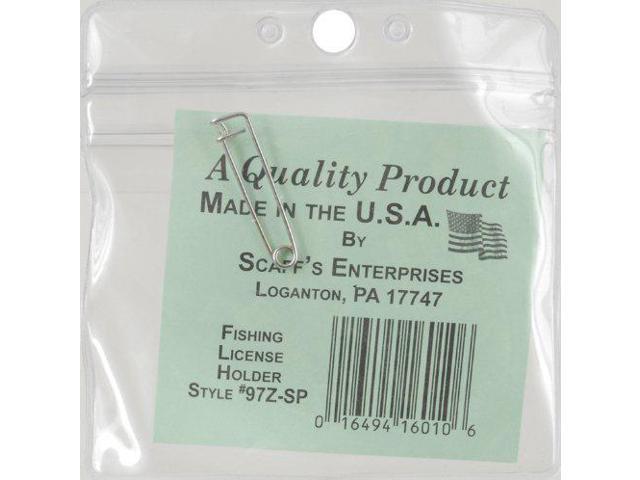 A Quality Product
MADE IN THE U.S.A.
BY
SCAFF'S ENTERPRISES
LOGANTON, PA 17747
FISHING
LICENSE
HOLDER
STYLE #97Z-SP
0 16494 16010 6